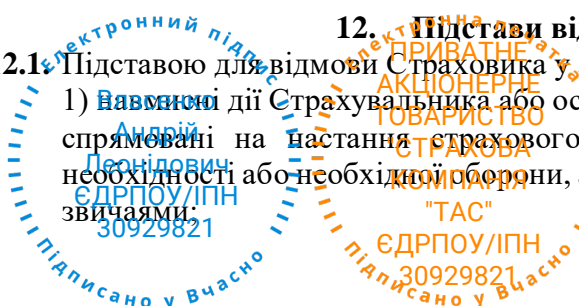 12. Підстави ві
2.1. Підставою для відмови Страховика у
1) навмисні дії Страхувальника або ос
спрямовані на настання страхового
необхідності або необхідної оборони,
звичаями;
Електронний підпис
Власенко
Андрій
Леонідович
ЄДРПОУ/ІПН
30929821
Підписано у Вчасно
Електронна печатка
ПРИВАТНЕ
АКЦІОНЕРНЕ
ТОВАРИСТВО
СТРАХОВА
КОМПАНІЯ
"ТАС"
ЄДРПОУ/ІПН
30929821
Підписано у Вчасно